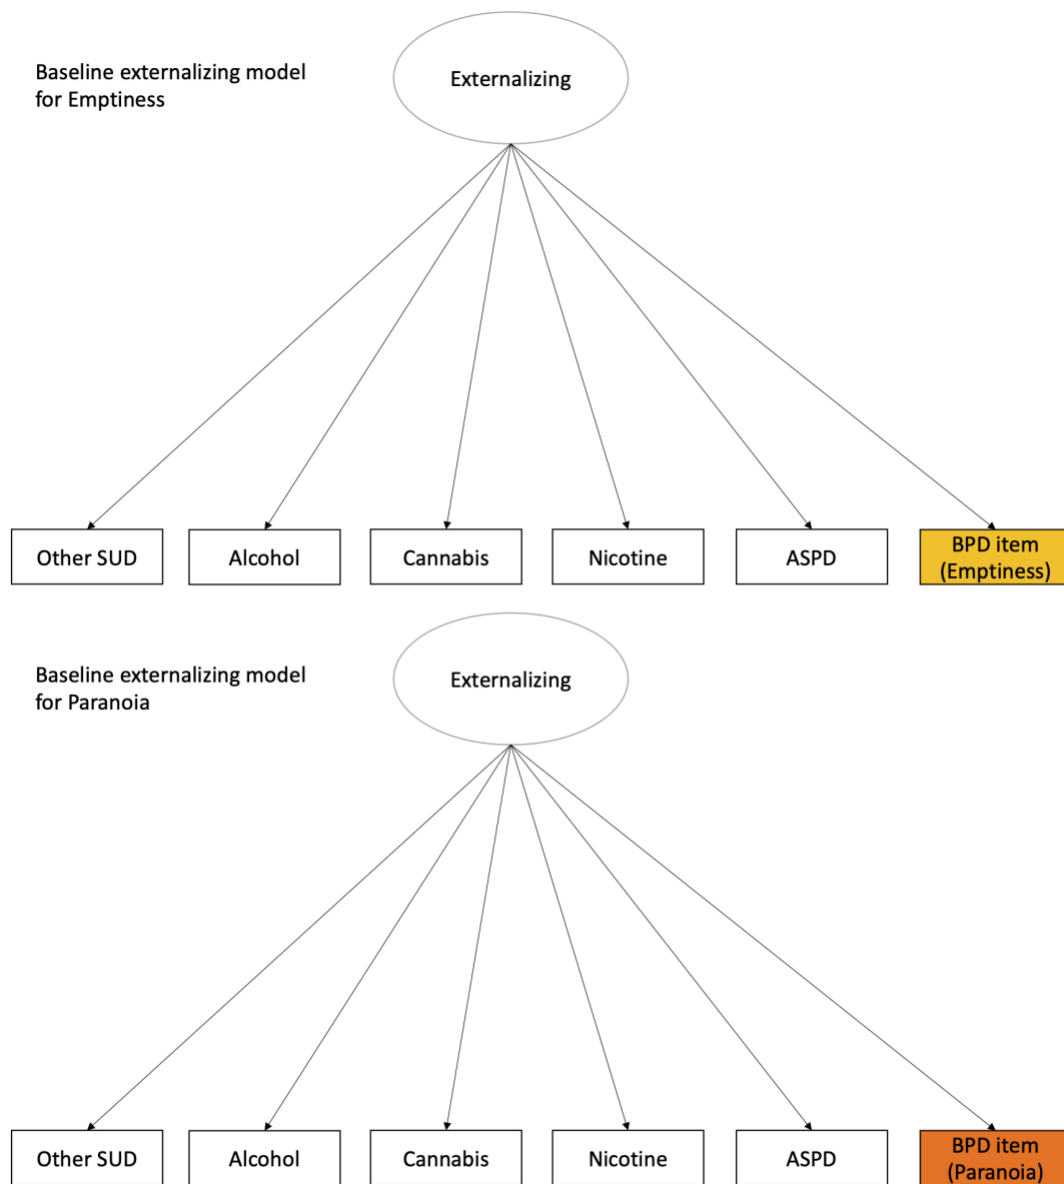 Baseline externalizing model
for Emptiness
Externalizing
Other SUD
Alcohol
Cannabis
Nicotine
ASPD
BPD item
(Emptiness)
Baseline externalizing model
for Paranoia
Externalizing
Other SUD
Alcohol
Cannabis
Nicotine
ASPD
BPD item
(Paranoia)